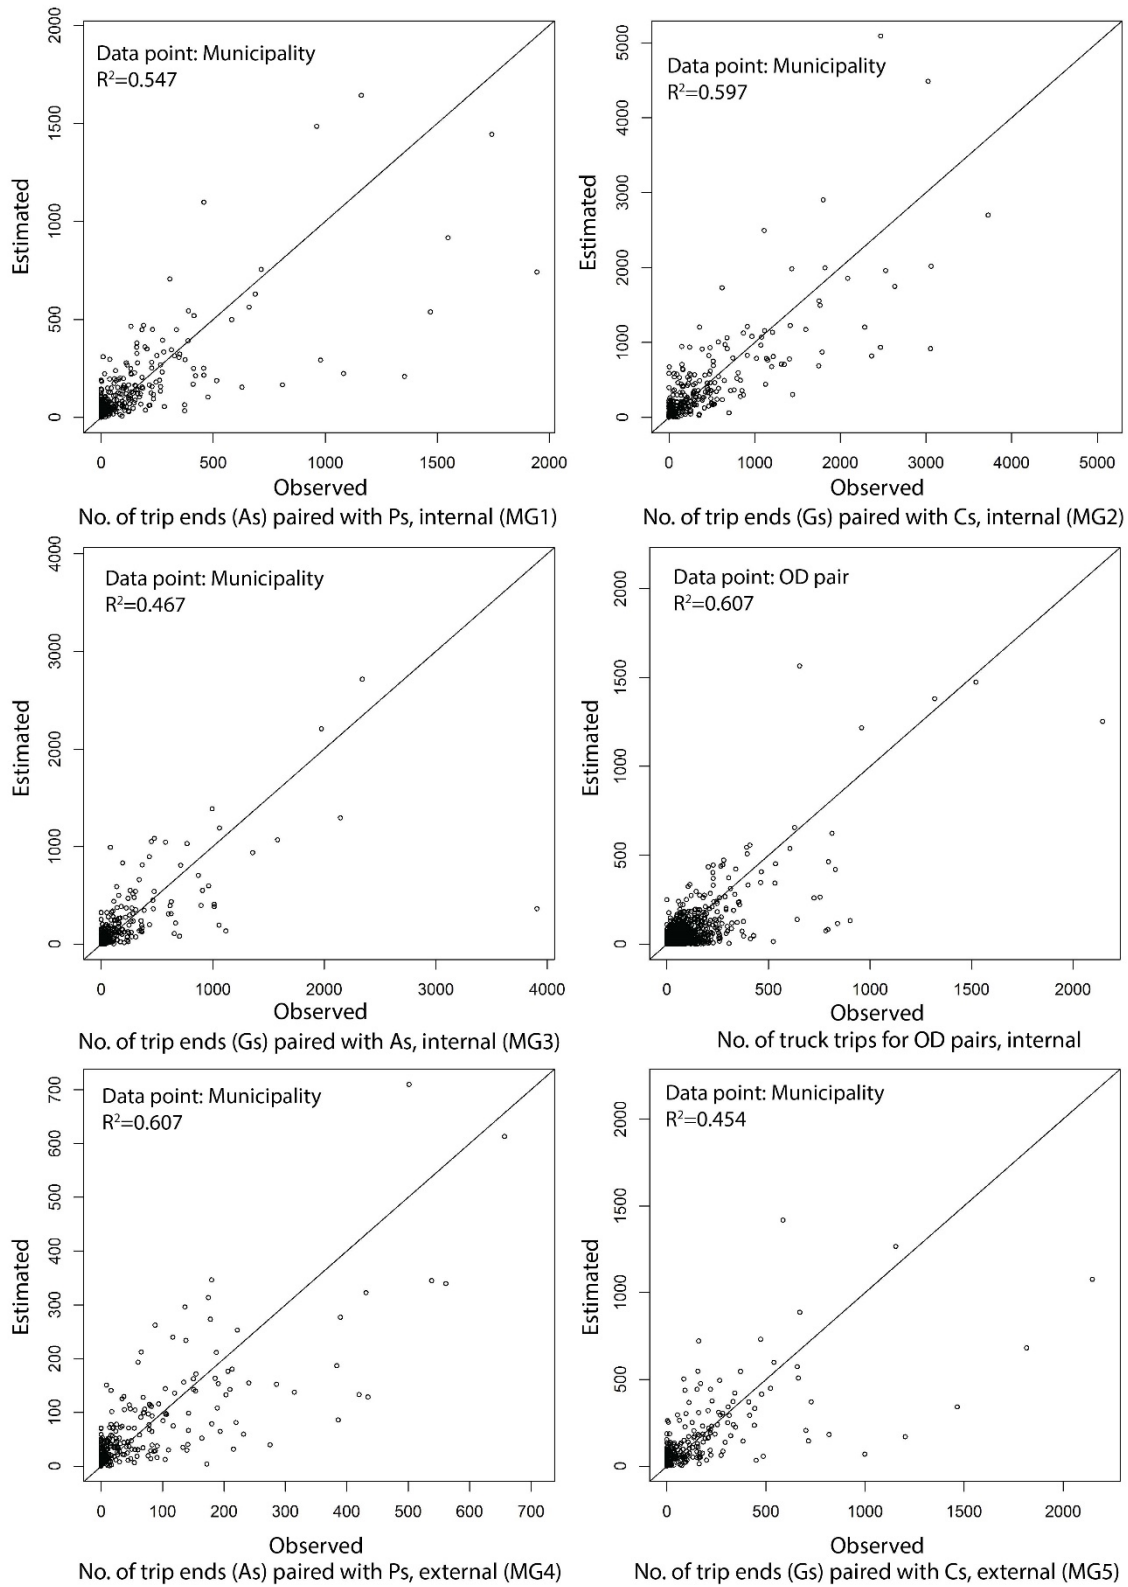 Data point: Municipality
R²=0.547
Estimated
0 500 1000 1500 2000
0 500 1000 1500 2000
Observed
No. of trip ends (As) paired with Ps, internal (MG1)
Data point: Municipality
R²=0.597
Estimated
0 1000 2000 3000 4000 5000
0 1000 2000 3000 4000 5000
Observed
No. of trip ends (Gs) paired with Cs, internal (MG2)
Data point: Municipality
R²=0.467
Estimated
0 1000 2000 3000 4000
0 1000 2000 3000 4000
Observed
No. of trip ends (Gs) paired with As, internal (MG3)
Data point: OD pair
R²=0.607
Estimated
0 500 1000 1500 2000
0 500 1000 1500 2000
Observed
No. of truck trips for OD pairs, internal
Data point: Municipality
R²=0.607
Estimated
0 100 200 300 400 500 600 700
0 100 200 300 400 500 600 700
Observed
No. of trip ends (As) paired with Ps, external (MG4)
Data point: Municipality
R²=0.454
Estimated
0 500 1000 1500 2000
0 500 1000 1500 2000
Observed
No. of trip ends (Gs) paired with Cs, external (MG5)